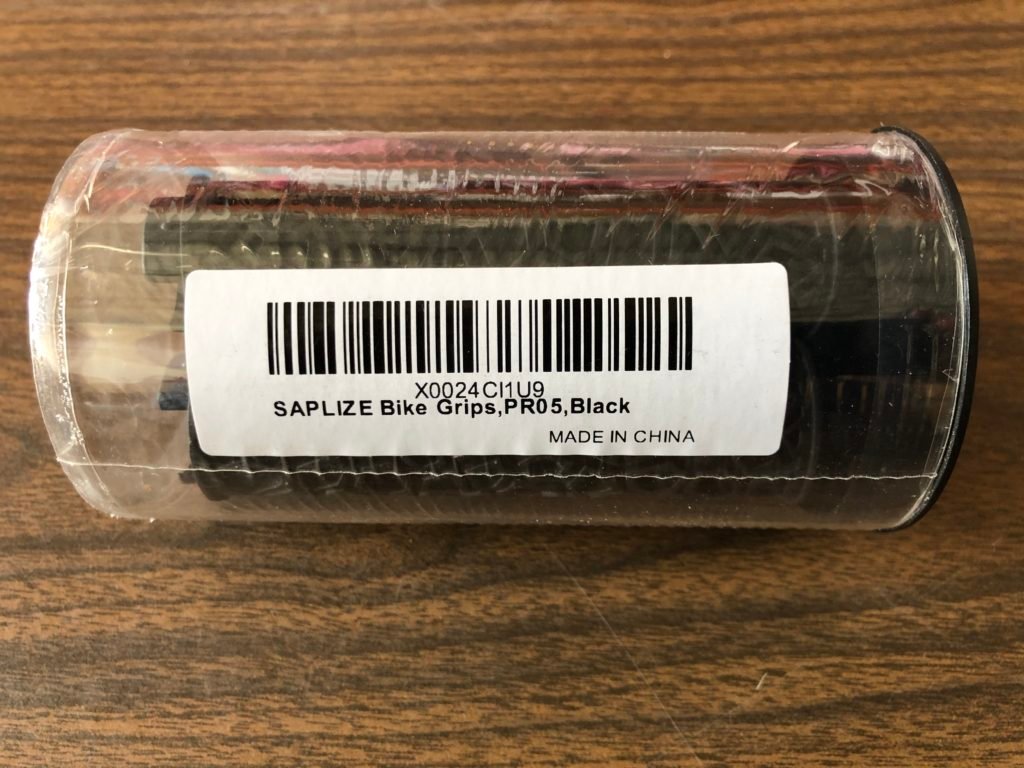 X0024CI1U9
SAPLIZE Bike Grips,PR05,Black
MADE IN CHINA